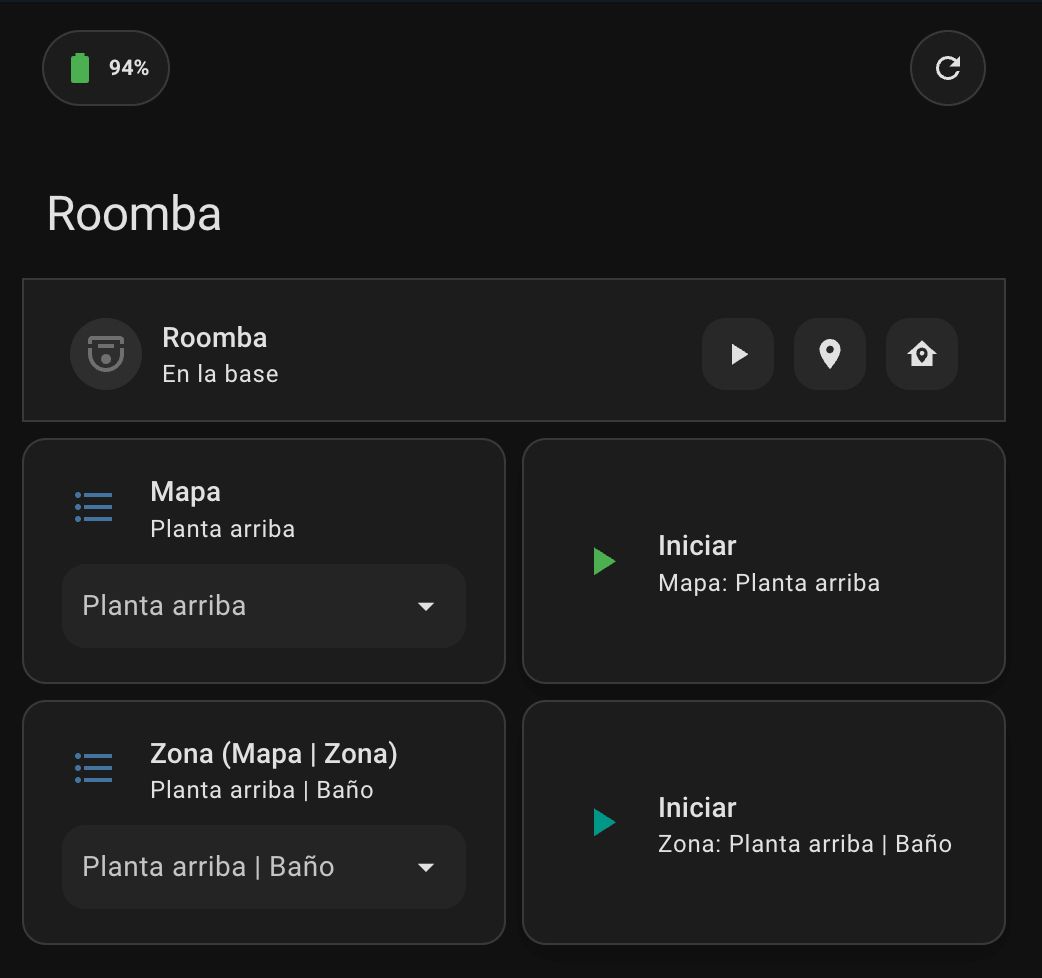 94%
Roomba
Roomba
En la base
Mapa
Planta arriba
Planta arriba
Iniciar
Mapa: Planta arriba
Zona (Mapa | Zona)
Planta arriba | Baño
Planta arriba | Baño
Iniciar
Zona: Planta arriba | Baño